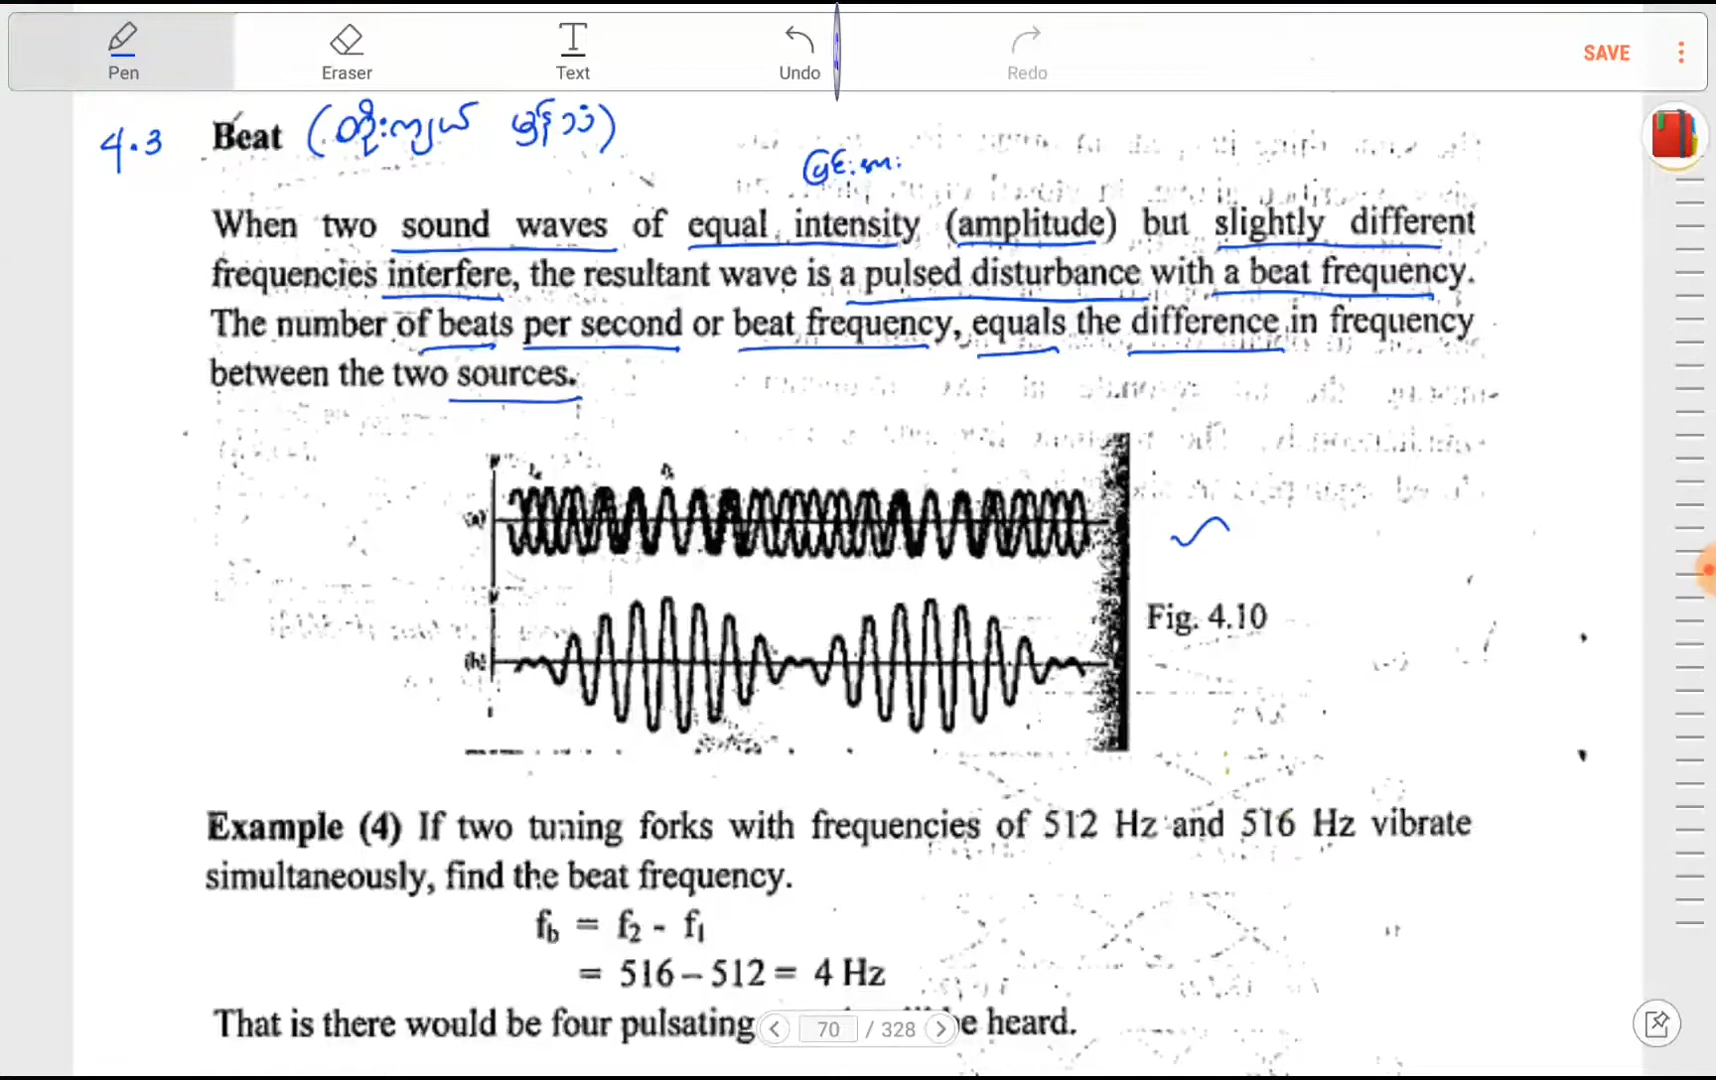 Pen
Eraser
Text
Undo
Redo
SAVE
4.3 Beat
When two sound waves of equal intensity (amplitude) but slightly different
frequencies interfere, the resultant wave is a pulsed disturbance with a beat frequency.
The number of beats per second or beat frequency, equals the difference in frequency
between the two sources.
(a)
(b)
Fig. 4.10
Example (4) If two tuning forks with frequencies of 512 Hz and 516 Hz vibrate
simultaneously, find the beat frequency.
fb = f2 - f1
= 516 – 512 = 4 Hz
That is there would be four pulsating
be heard.
70 / 328